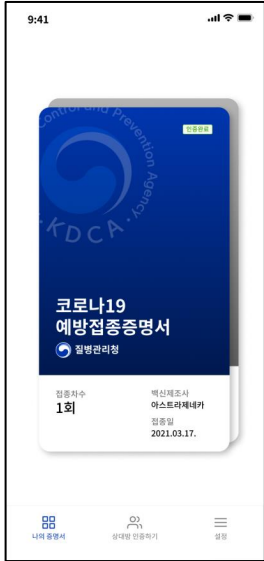 9:41
Control and Prevention Agency
KDCA
인증완료
코로나19
예방접종증명서
질병관리청
접종차수
1회
백신제조사
아스트라제네카
접종일
2021.03.17.
나의 증명서
상대방 인증하기
설정